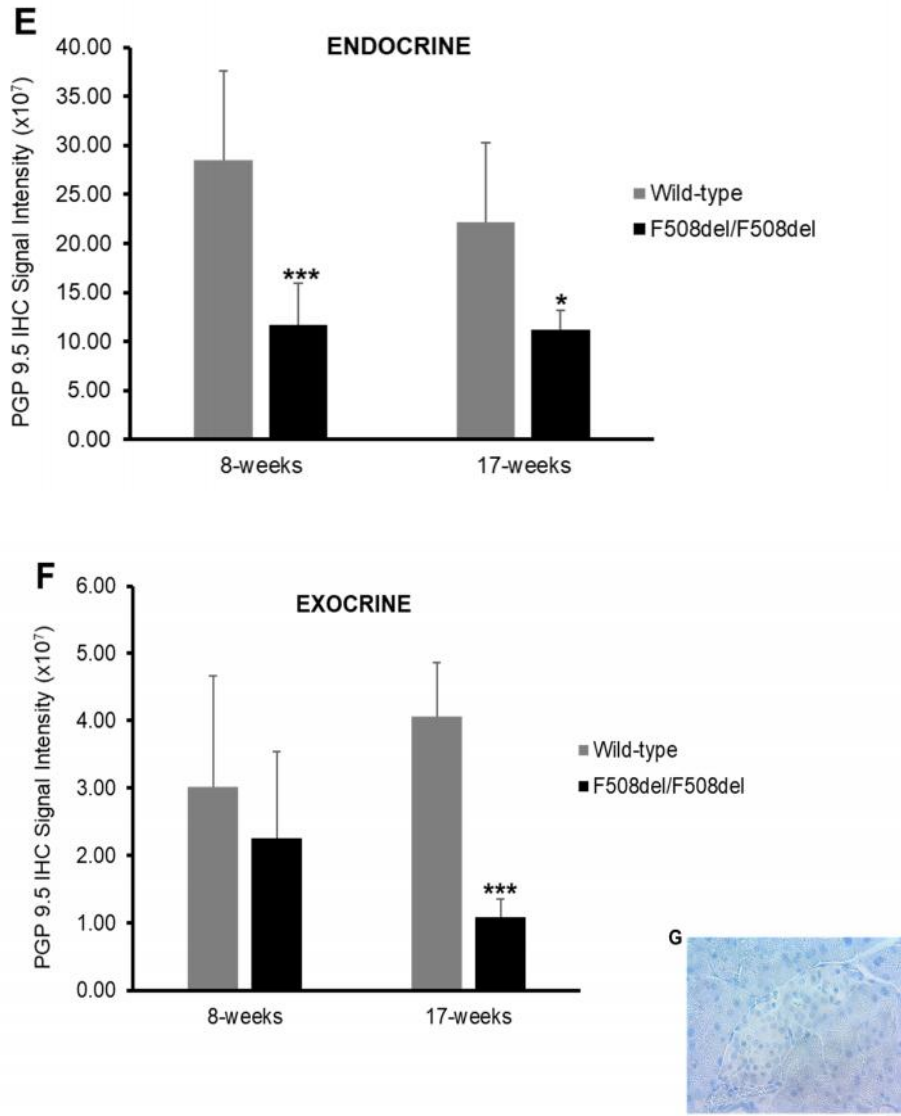 E
ENDOCRINE
PGP 9.5 IHC Signal Intensity (x10⁷)
40.00
35.00
30.00
25.00
20.00
15.00
10.00
5.00
0.00
***
*
Wild-type
F508del/F508del
8-weeks
17-weeks
F
EXOCRINE
PGP 9.5 IHC Signal Intensity (x10⁷)
6.00
5.00
4.00
3.00
2.00
1.00
0.00
***
Wild-type
F508del/F508del
8-weeks
17-weeks
G